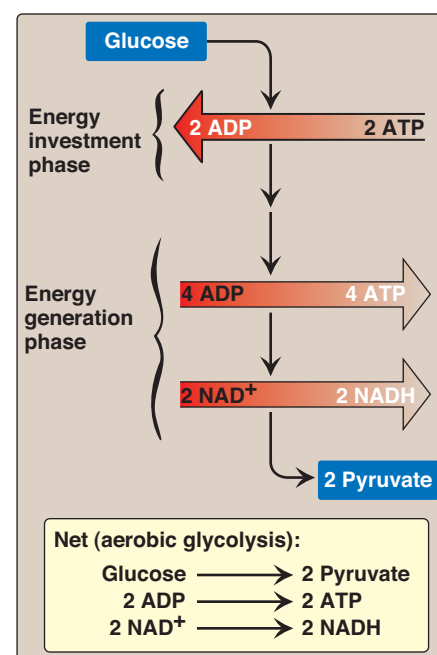 Glucose
Energy
investment
phase
2 ADP 2 ATP
Energy
generation
phase
4 ADP 4 ATP
2 NAD+ 2 NADH
2 Pyruvate
Net (aerobic glycolysis):
Glucose → 2 Pyruvate
2 ADP → 2 ATP
2 NAD+ → 2 NADH